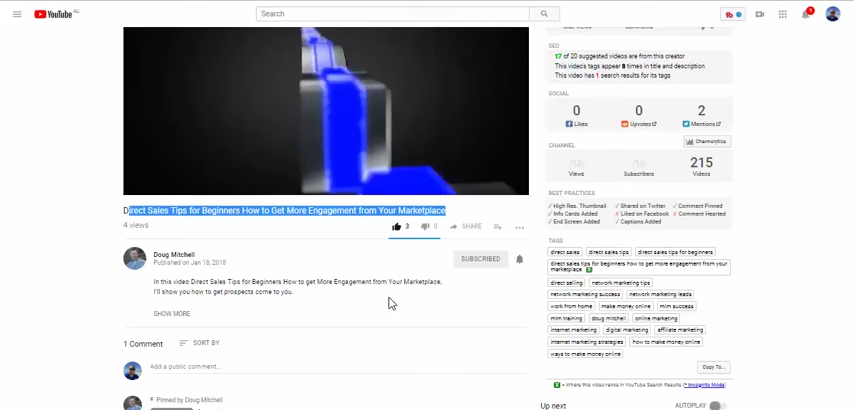 YouTube AU
Search
1
SEO
17 of 20 suggested videos are from this creator
This video's tags appear 8 times in title and description
This video has 1 search results for its tags
SOCIAL
0 0 2
Likes Upvotes Mentions
Channelytics
CHANNEL
n/a n/a 215
Views Subscribers Videos
BEST PRACTICES
✓ High Res. Thumbnail ✓ Shared on Twitter ✓ Comment Pinned
✓ Info Cards Added ✗ Liked on Facebook ✗ Comment Hearted
✓ End Screen Added ✓ Captions Added
TAGS
direct sales direct sales tips direct sales tips for beginners
direct sales tips for beginners how to get more engagement from your
marketplace
direct selling network marketing tips
network marketing success network marketing leads
work from home make money online mlm success
mlm training doug mitchell online marketing
internet marketing digital marketing affiliate marketing
internet marketing strategies how to make money online
ways to make money online
Copy To...
= Where this video ranks in YouTube Search Results (* Incognito Mode)
Up next AUTOPLAY
Direct Sales Tips for Beginners How to Get More Engagement from Your Marketplace
4 views
3 0 SHARE
Doug Mitchell
Published on Jan 18, 2018
SUBSCRIBED
In this video Direct Sales Tips for Beginners How to get More Engagement from Your Marketplace,
I'll show you how to get prospects come to you.
SHOW MORE
1 Comment SORT BY
Add a public comment...
Pinned by Doug Mitchell